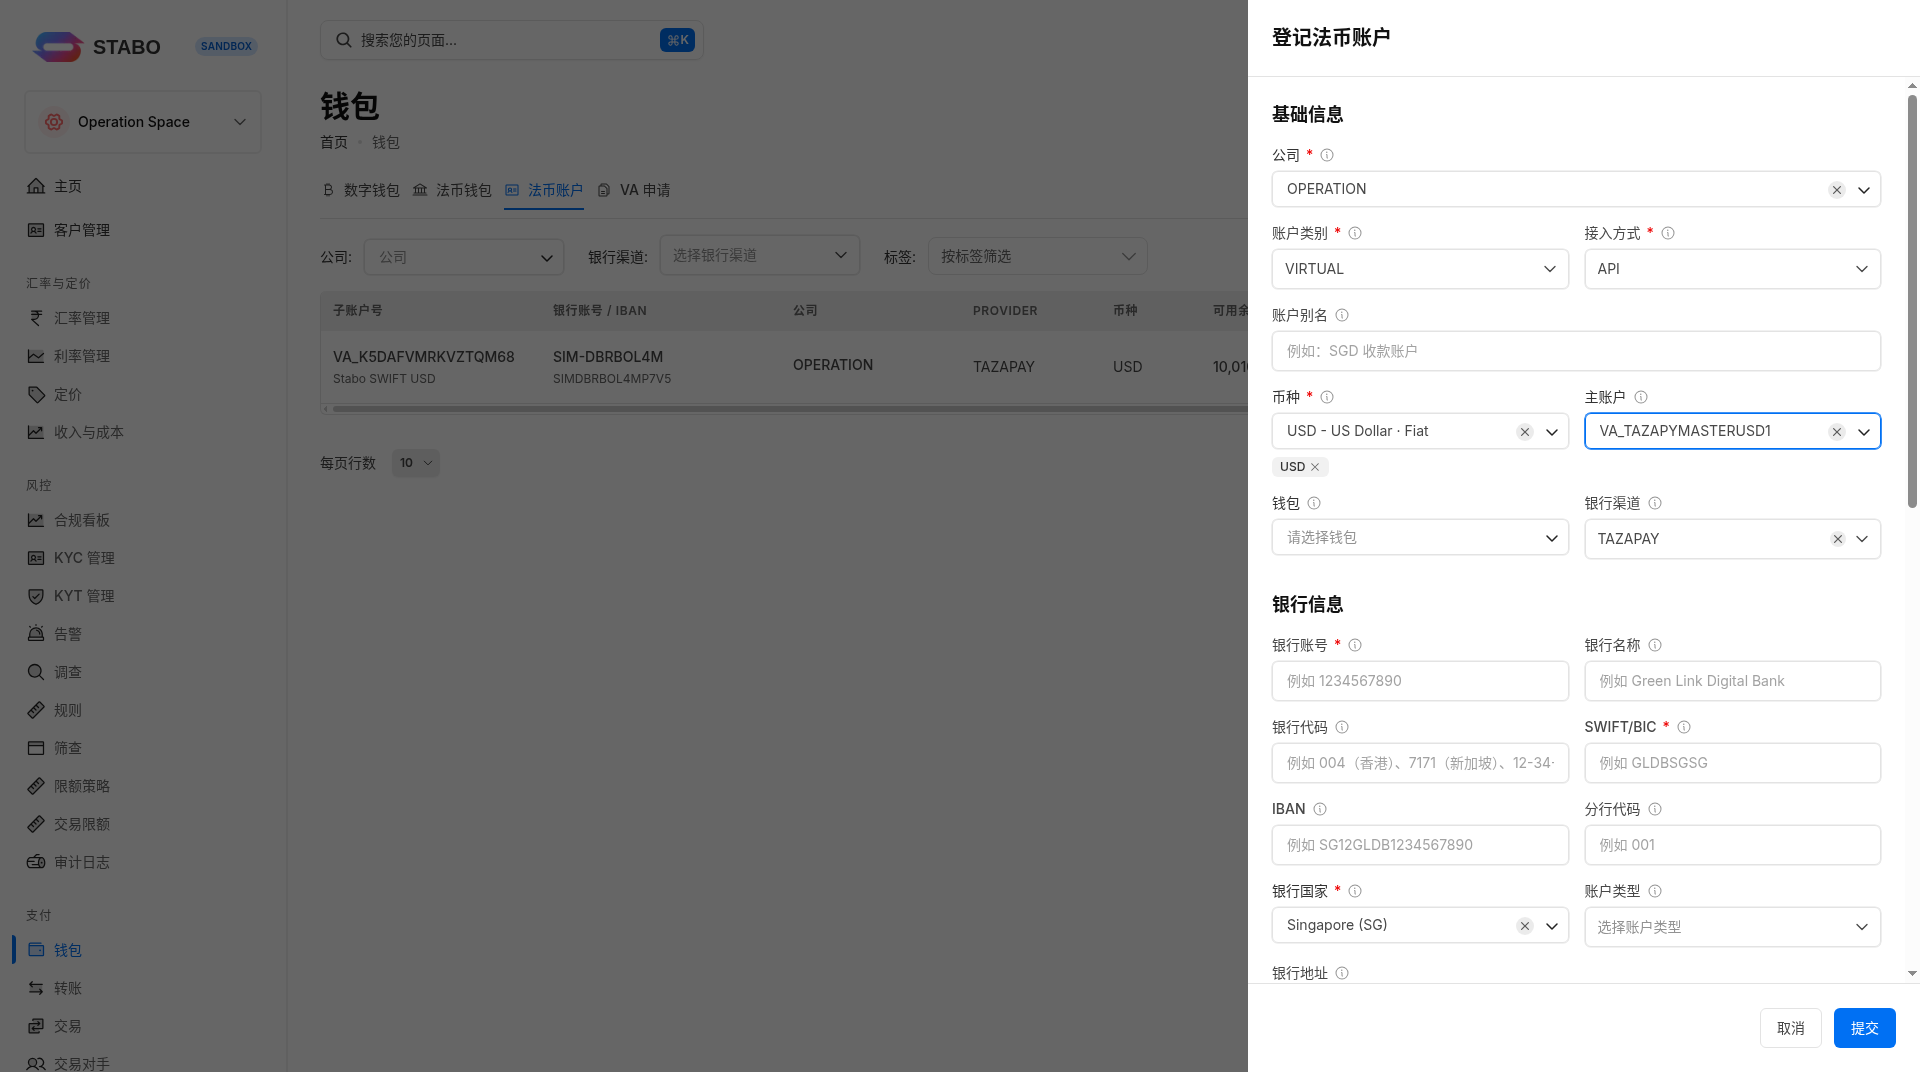 STABO
SANDBOX
Operation Space
主页
客户管理
汇率与定价
汇率管理
利率管理
定价
收入与成本
风控
合规看板
KYC 管理
KYT 管理
告警
调查
规则
筛查
限额策略
交易限额
审计日志
支付
钱包
转账
交易
交易对手
搜索您的页面...
⌘K
钱包
首页 • 钱包
数字钱包 法币钱包 法币账户 VA 申请
公司: 公司 银行渠道: 选择银行渠道 标签: 按标签筛选
子账户号 银行账号 / IBAN 公司 PROVIDER 币种 可用余
VA_K5DAFVMRKVZTQM68 SIM-DBRBOL4M OPERATION TAZAPAY USD 10,01
Stabo SWIFT USD SIMDBRBOL4MP7V5
每页行数 10
登记法币账户
基础信息
公司 *
OPERATION
账户类别 * 接入方式 *
VIRTUAL API
账户别名
例如：SGD 收款账户
币种 * 主账户
USD - US Dollar · Fiat VA_TAZAPYMASTERUSD1
USD
钱包 银行渠道
请选择钱包 TAZAPAY
银行信息
银行账号 * 银行名称
例如 1234567890 例如 Green Link Digital Bank
银行代码 SWIFT/BIC *
例如 004（香港）、7171（新加坡）、12-34- 例如 GLDBSGSG
IBAN 分行代码
例如 SG12GLDB1234567890 例如 001
银行国家 * 账户类型
Singapore (SG) 选择账户类型
银行地址
取消 提交